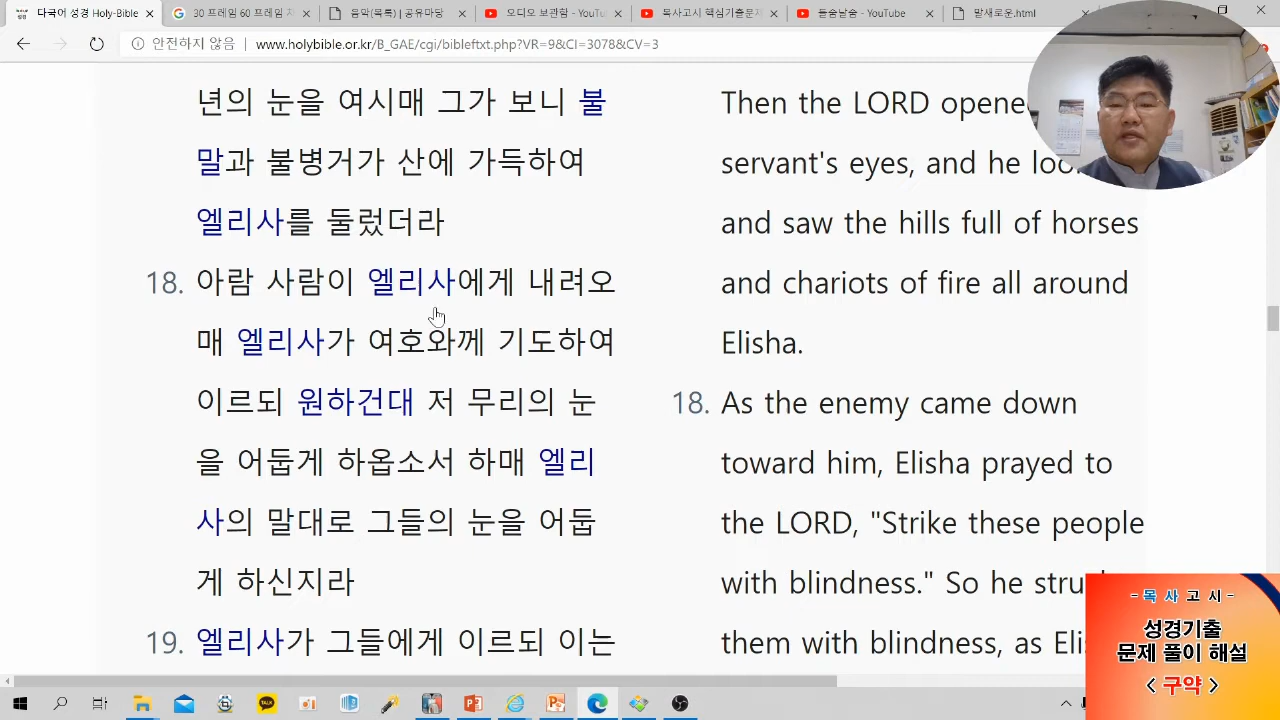 다국어 성경 Holy-Bible
30 프레임 60 프레임 차
음악(목록) | 공유마당
오디오 보관함 - YouTu
목사고시 핵심기출문제
들숨날숨 - YouTube
말새로운.html
안전하지 않음
www.holybible.or.kr/B_GAE/cgi/bibleftxt.php?VR=9&CI=3078&CV=3
년의 눈을 여시매 그가 보니 불
말과 불병거가 산에 가득하여
엘리사를 둘렀더라
18. 아람 사람이 엘리사에게 내려오
매 엘리사가 여호와께 기도하여
이르되 원하건대 저 무리의 눈
을 어둡게 하옵소서 하매 엘리
사의 말대로 그들의 눈을 어둡
게 하신지라
19. 엘리사가 그들에게 이르되 이는
Then the LORD opene
servant's eyes, and he loo
and saw the hills full of horses
and chariots of fire all around
Elisha.
18. As the enemy came down
toward him, Elisha prayed to
the LORD, "Strike these people
with blindness." So he stru
them with blindness, as Eli
- 목 사 고 시 -
성경기출
문제 풀이 해설
< 구약 >
TALK